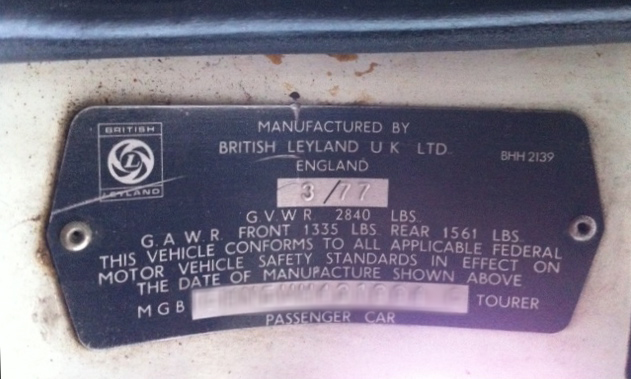 BRITISH
L
LEYLAND
MANUFACTURED BY
BRITISH LEYLAND U K LTD.
ENGLAND
BHH 2139
3/77
G. V. W. R. 2840 LBS.
G. A. W. R. FRONT 1335 LBS. REAR 1561 LBS.
THIS VEHICLE CONFORMS TO ALL APPLICABLE FEDERAL
MOTOR VEHICLE SAFETY STANDARDS IN EFFECT ON
THE DATE OF MANUFACTURE SHOWN ABOVE
M G B TOURER
PASSENGER CAR